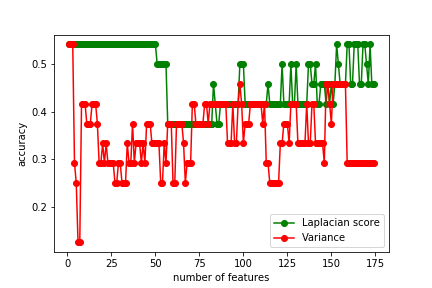 0.5
0.4
0.3
0.2
accuracy
0 25 50 75 100 125 150 175
number of features
Laplacian score
Variance